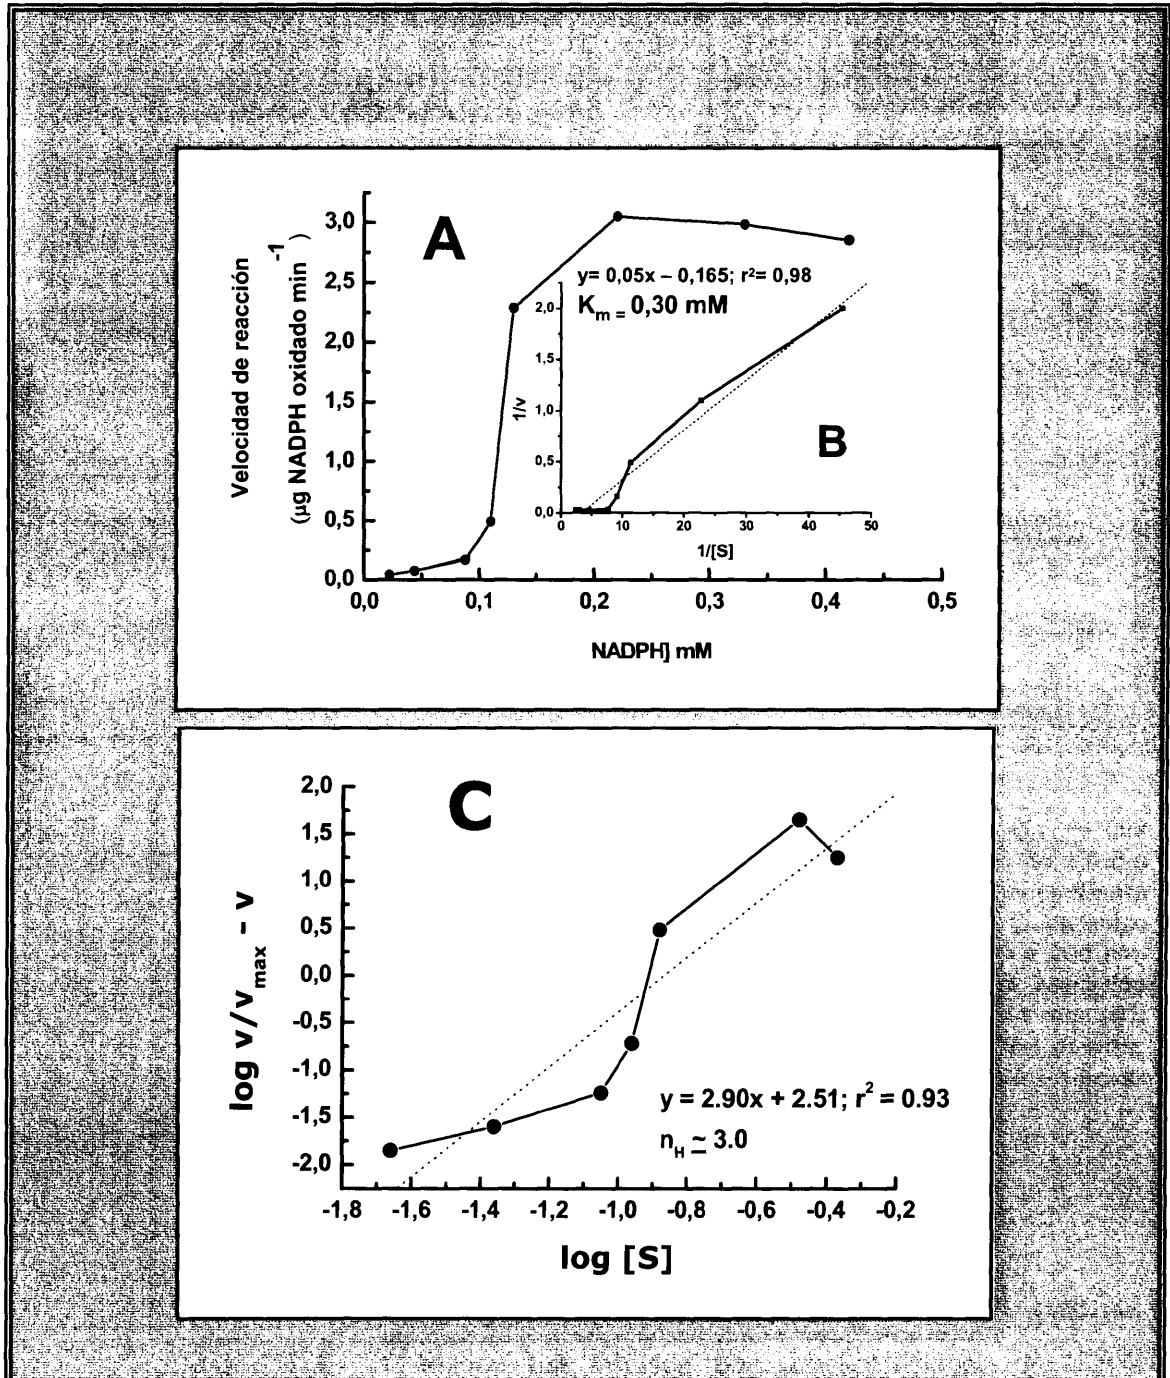 A
Velocidad de reacción
(µg NADPH oxidado min-1)
3,0
2,5
2,0
1,5
1,0
0,5
0,0
0,0 0,1 0,2 0,3 0,4 0,5
NADPH] mM
y= 0,05x – 0,165; r²= 0,98
Km = 0,30 mM
B
1/v
2,0
1,5
1,0
0,5
0,0
0 10 20 30 40 50
1/[S]
C
log v/vmax - v
2,0
1,5
1,0
0,5
0,0
-0,5
-1,0
-1,5
-2,0
y = 2.90x + 2.51; r² = 0.93
nH ≃ 3.0
-1,8 -1,6 -1,4 -1,2 -1,0 -0,8 -0,6 -0,4 -0,2
log [S]